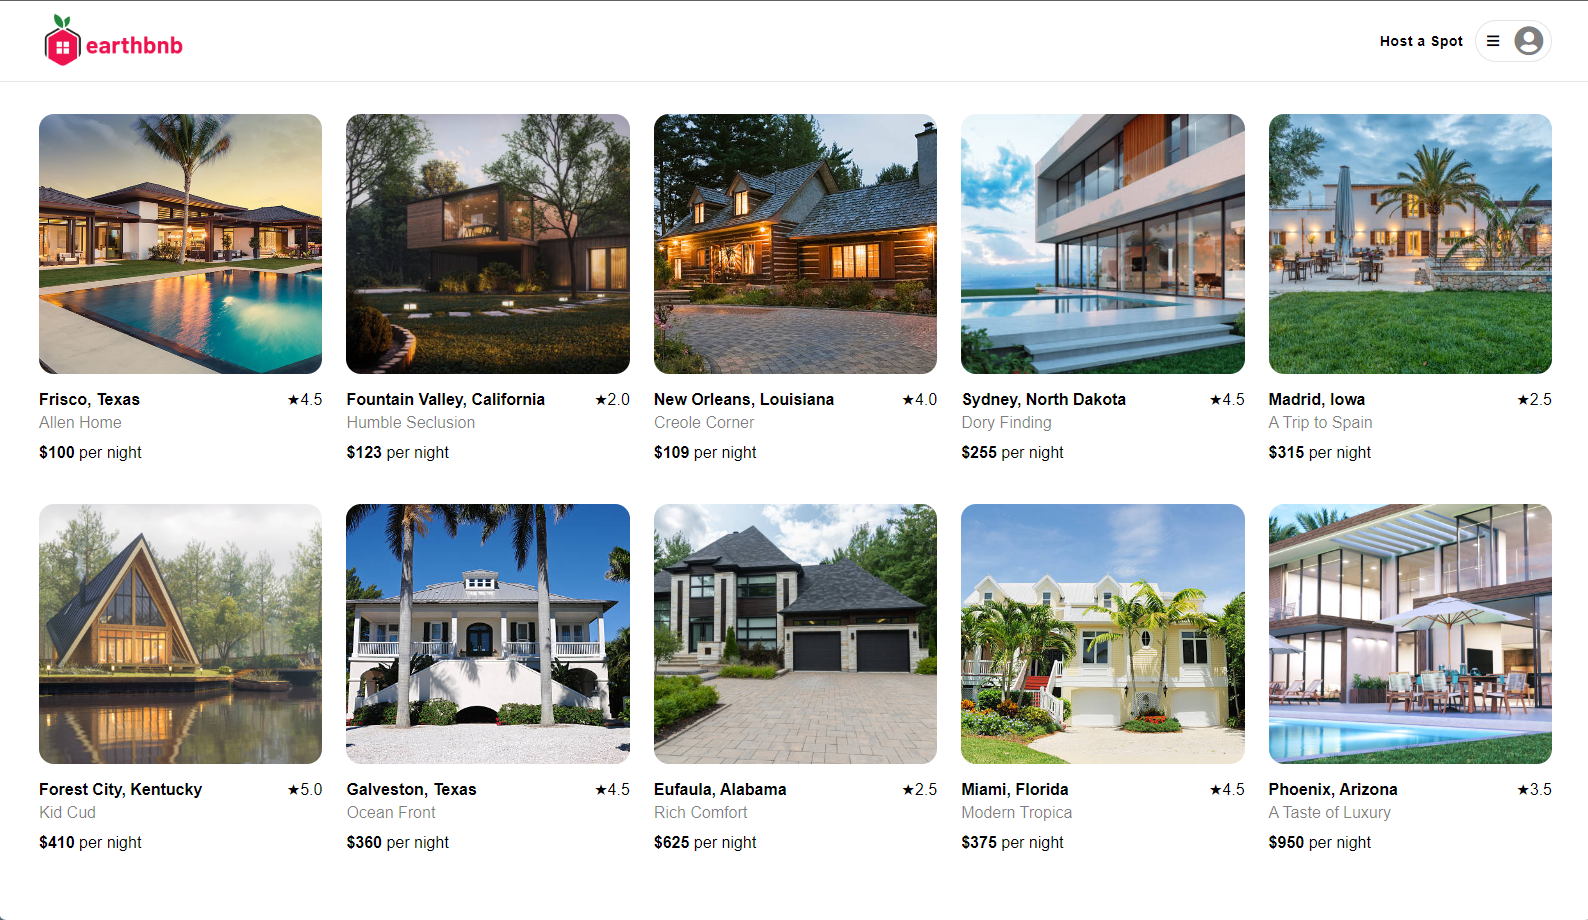 earthbnb
Host a Spot
Frisco, Texas ★4.5
Allen Home
$100 per night
Fountain Valley, California ★2.0
Humble Seclusion
$123 per night
New Orleans, Louisiana ★4.0
Creole Corner
$109 per night
Sydney, North Dakota ★4.5
Dory Finding
$255 per night
Madrid, Iowa ★2.5
A Trip to Spain
$315 per night
Forest City, Kentucky ★5.0
Kid Cud
$410 per night
Galveston, Texas ★4.5
Ocean Front
$360 per night
Eufaula, Alabama ★2.5
Rich Comfort
$625 per night
Miami, Florida ★4.5
Modern Tropica
$375 per night
Phoenix, Arizona ★3.5
A Taste of Luxury
$950 per night